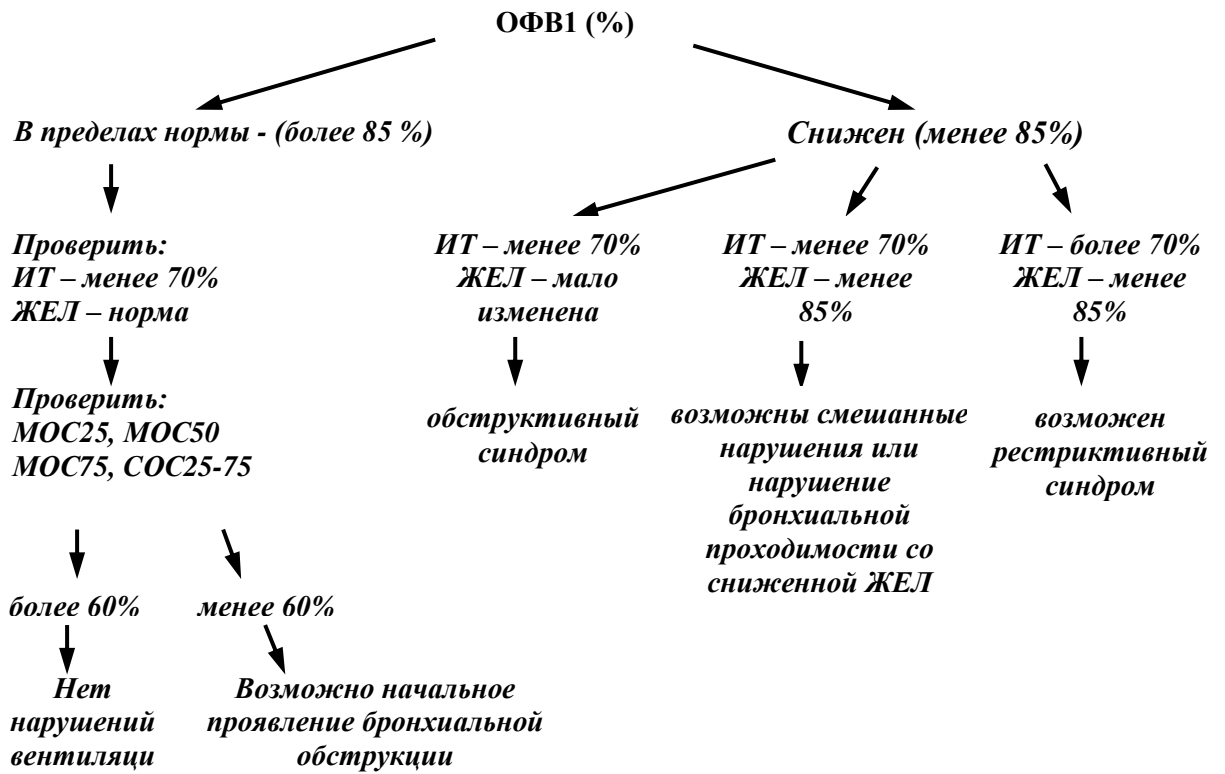 ОФВ1 (%)
В пределах нормы - (более 85 %)
Снижен (менее 85%)
Проверить:
ИТ – менее 70%
ЖЕЛ – норма
ИТ – менее 70%
ЖЕЛ – мало
изменена
ИТ – менее 70%
ЖЕЛ – менее
85%
ИТ – более 70%
ЖЕЛ – менее
85%
Проверить:
МОС25, МОС50
МОС75, СОС25-75
обструктивный
синдром
возможны смешанные
нарушения или
нарушение
бронхиальной
проходимости со
сниженной ЖЕЛ
возможен
рестриктивный
синдром
более 60%
менее 60%
Нет
нарушений
вентиляци
Возможно начальное
проявление бронхиальной
обструкции